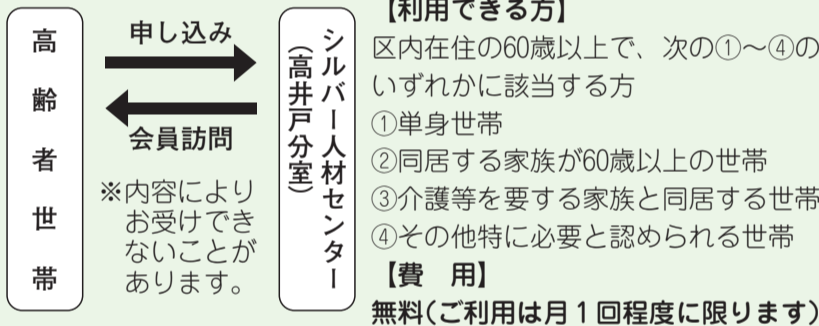 高齢者世帯
申し込み
会員訪問
※内容により
お受けでき
ないことが
あります。
シルバー人材センター
（高井戸分室）
【利用できる方】
区内在住の60歳以上で、次の①～④の
いずれかに該当する方
①単身世帯
②同居する家族が60歳以上の世帯
③介護等を要する家族と同居する世帯
④その他特に必要と認められる世帯
【費　用】
無料（ご利用は月１回程度に限ります）